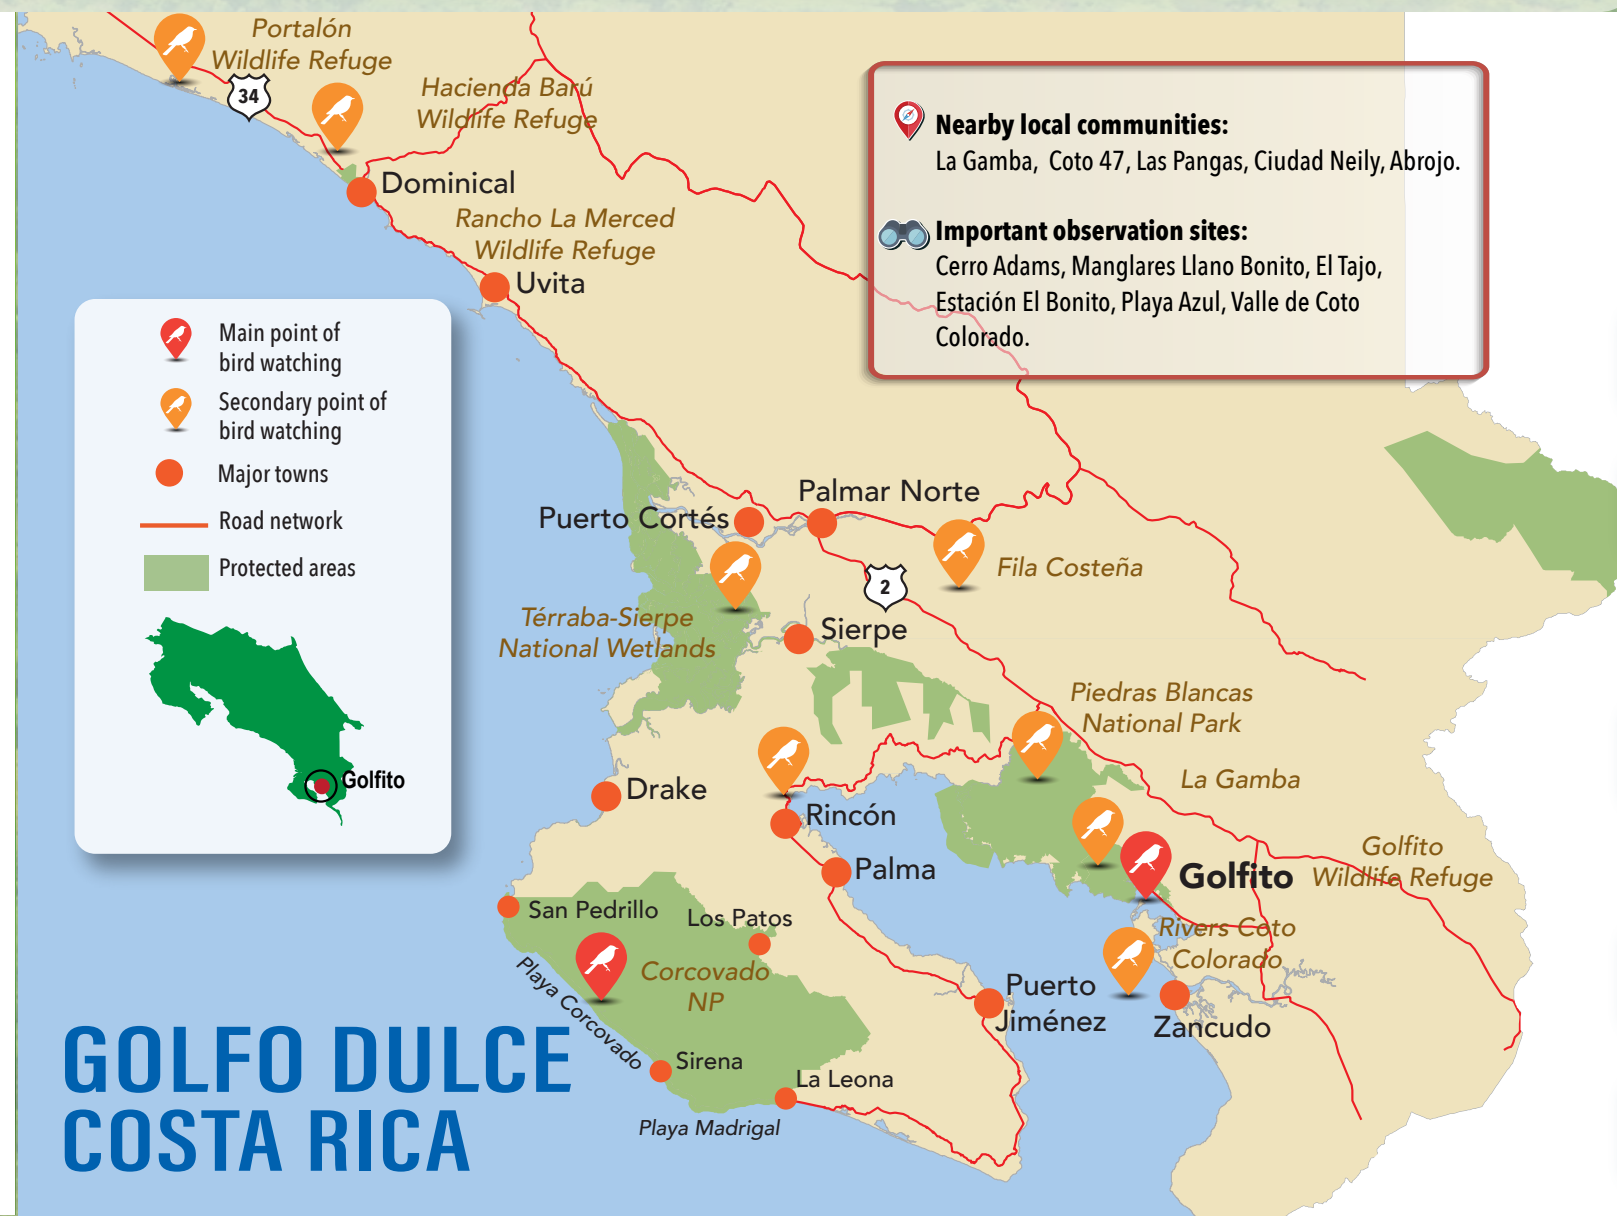 Portalón
Wildlife Refuge
34
Hacienda Barú
Wildlife Refuge
Dominical
Rancho La Merced
Wildlife Refuge
Uvita
Nearby local communities:
La Gamba, Coto 47, Las Pangas, Ciudad Neily, Abrojo.
Important observation sites:
Cerro Adams, Manglares Llano Bonito, El Tajo,
Estación El Bonito, Playa Azul, Valle de Coto
Colorado.
Main point of
bird watching
Secondary point of
bird watching
Major towns
Road network
Protected areas
Golfito
Palmar Norte
Puerto Cortés
Fila Costeña
2
Térraba-Sierpe
National Wetlands
Sierpe
Piedras Blancas
National Park
La Gamba
Drake
Rincón
Palma
Golfito
Golfito
Wildlife Refuge
San Pedrillo
Los Patos
Rivers Coto
Colorado
Corcovado
NP
Playa Corcovado
Puerto
Jiménez
Zancudo
Sirena
La Leona
Playa Madrigal
GOLFO DULCE
COSTA RICA